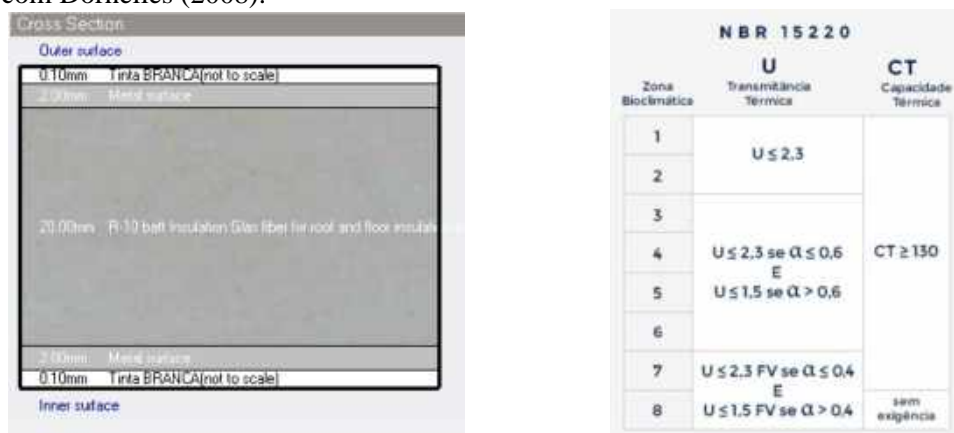 com Dornelles (2008).
Cross Section
Outer surface
0.10mm Tinta BRANCA(not to scale)
2.00mm Metal surface
20.00mm R-10 batt Insulation Glas fiber for roof and floor insulati
2.00mm Metal surface
0.10mm Tinta BRANCA(not to scale)
Inner surface
NBR 15220
U CT
Zona Bioclimática
Transmitância Térmica
Capacidade Térmica
1
2
U ≤ 2,3
3
4
5
6
U ≤ 2,3 se α ≤ 0,6
E
U ≤ 1,5 se α > 0,6
CT ≥ 130
7
8
U ≤ 2,3 FV se α ≤ 0,4
E
U ≤ 1,5 FV se α > 0,4
sem exigência